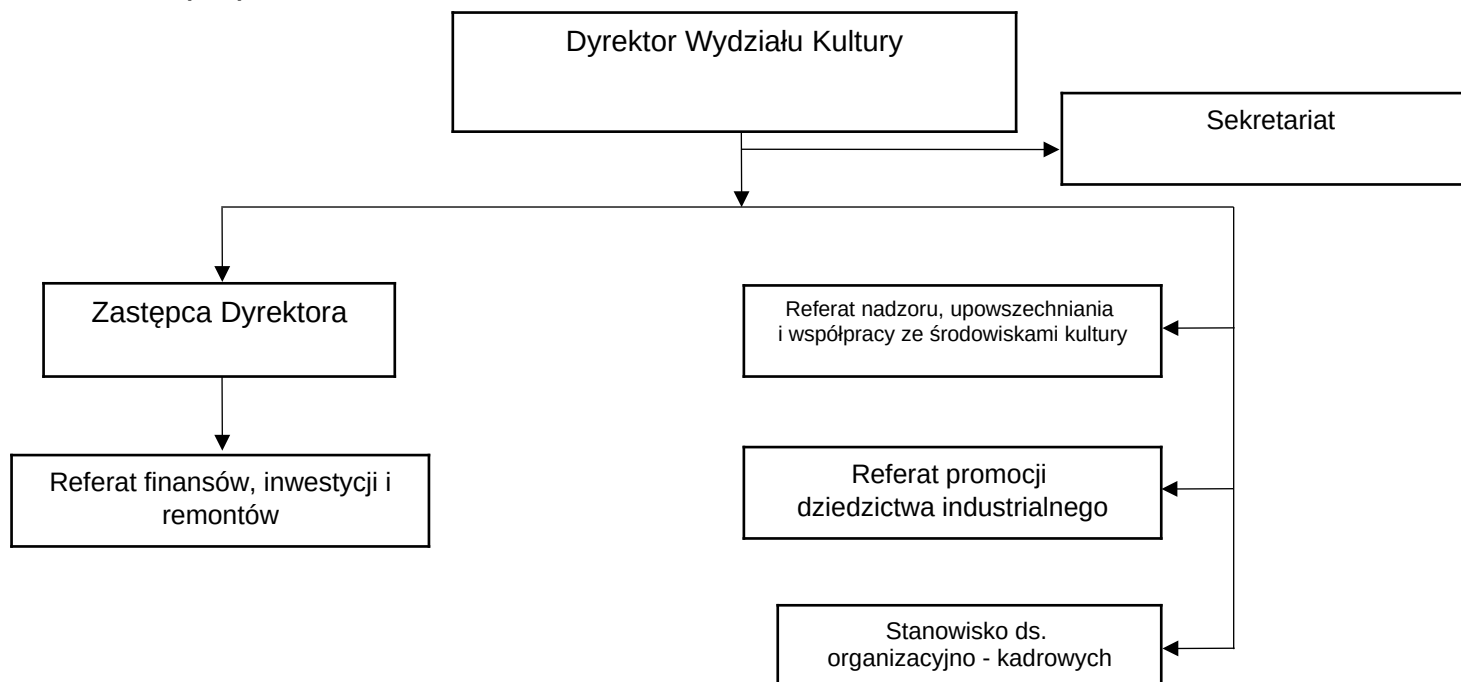 Dyrektor Wydziału Kultury
Sekretariat
Zastępca Dyrektora
Referat nadzoru, upowszechniania
i współpracy ze środowiskami kultury
Referat finansów, inwestycji i
remontów
Referat promocji
dziedzictwa industrialnego
Stanowisko ds.
organizacyjno - kadrowych